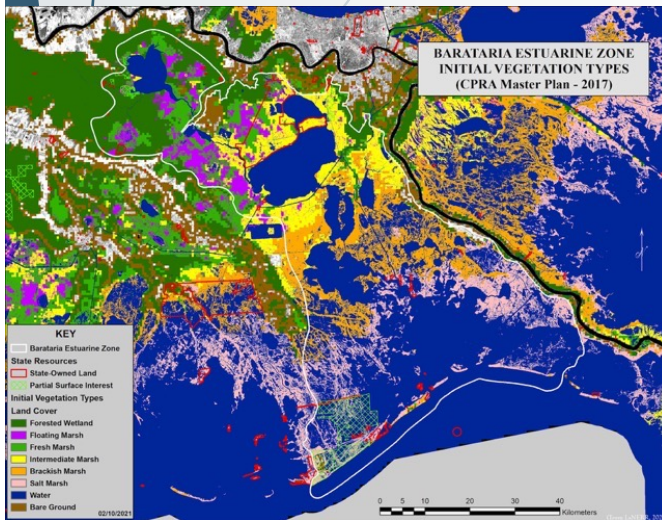 BARATARIA ESTUARINE ZONE
INITIAL VEGETATION TYPES
(CPRA Master Plan - 2017)
KEY
Barataria Estuarine Zone
State Resources
State-Owned Land
Partial Surface Interest
Initial Vegetation Types
Land Cover
Forested Wetland
Floating Marsh
Fresh Marsh
Intermediate Marsh
Brackish Marsh
Salt Marsh
Water
Bare Ground
02/10/2021
0 5 10 20 30 40
Kilometers